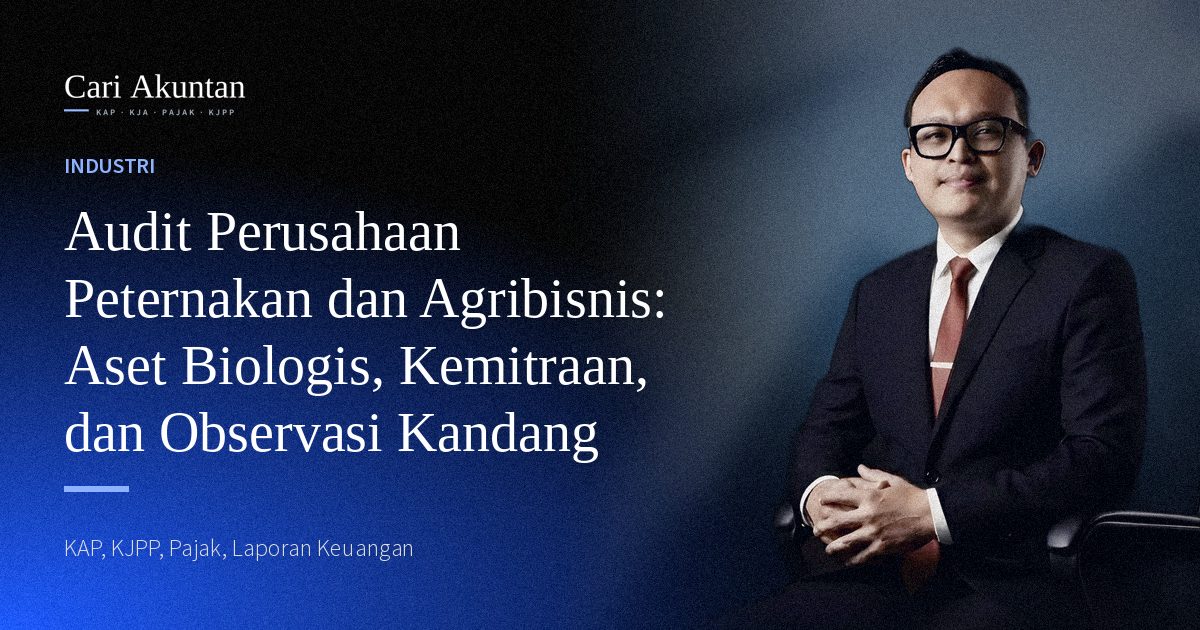 Cari Akuntan
KAP · KJA · PAJAK · KJPP
INDUSTRI
Audit Perusahaan
Peternakan dan Agribisnis:
Aset Biologis, Kemitraan,
dan Observasi Kandang
KAP, KJPP, Pajak, Laporan Keuangan